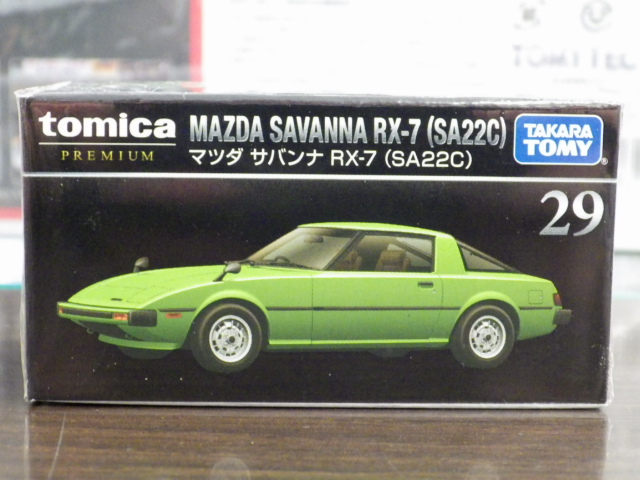 tomica
PREMIUM
MAZDA SAVANNA RX-7 (SA22C)
マツダ サバンナ RX-7 (SA22C)
TAKARA
TOMY
®
29
TOMYTEC